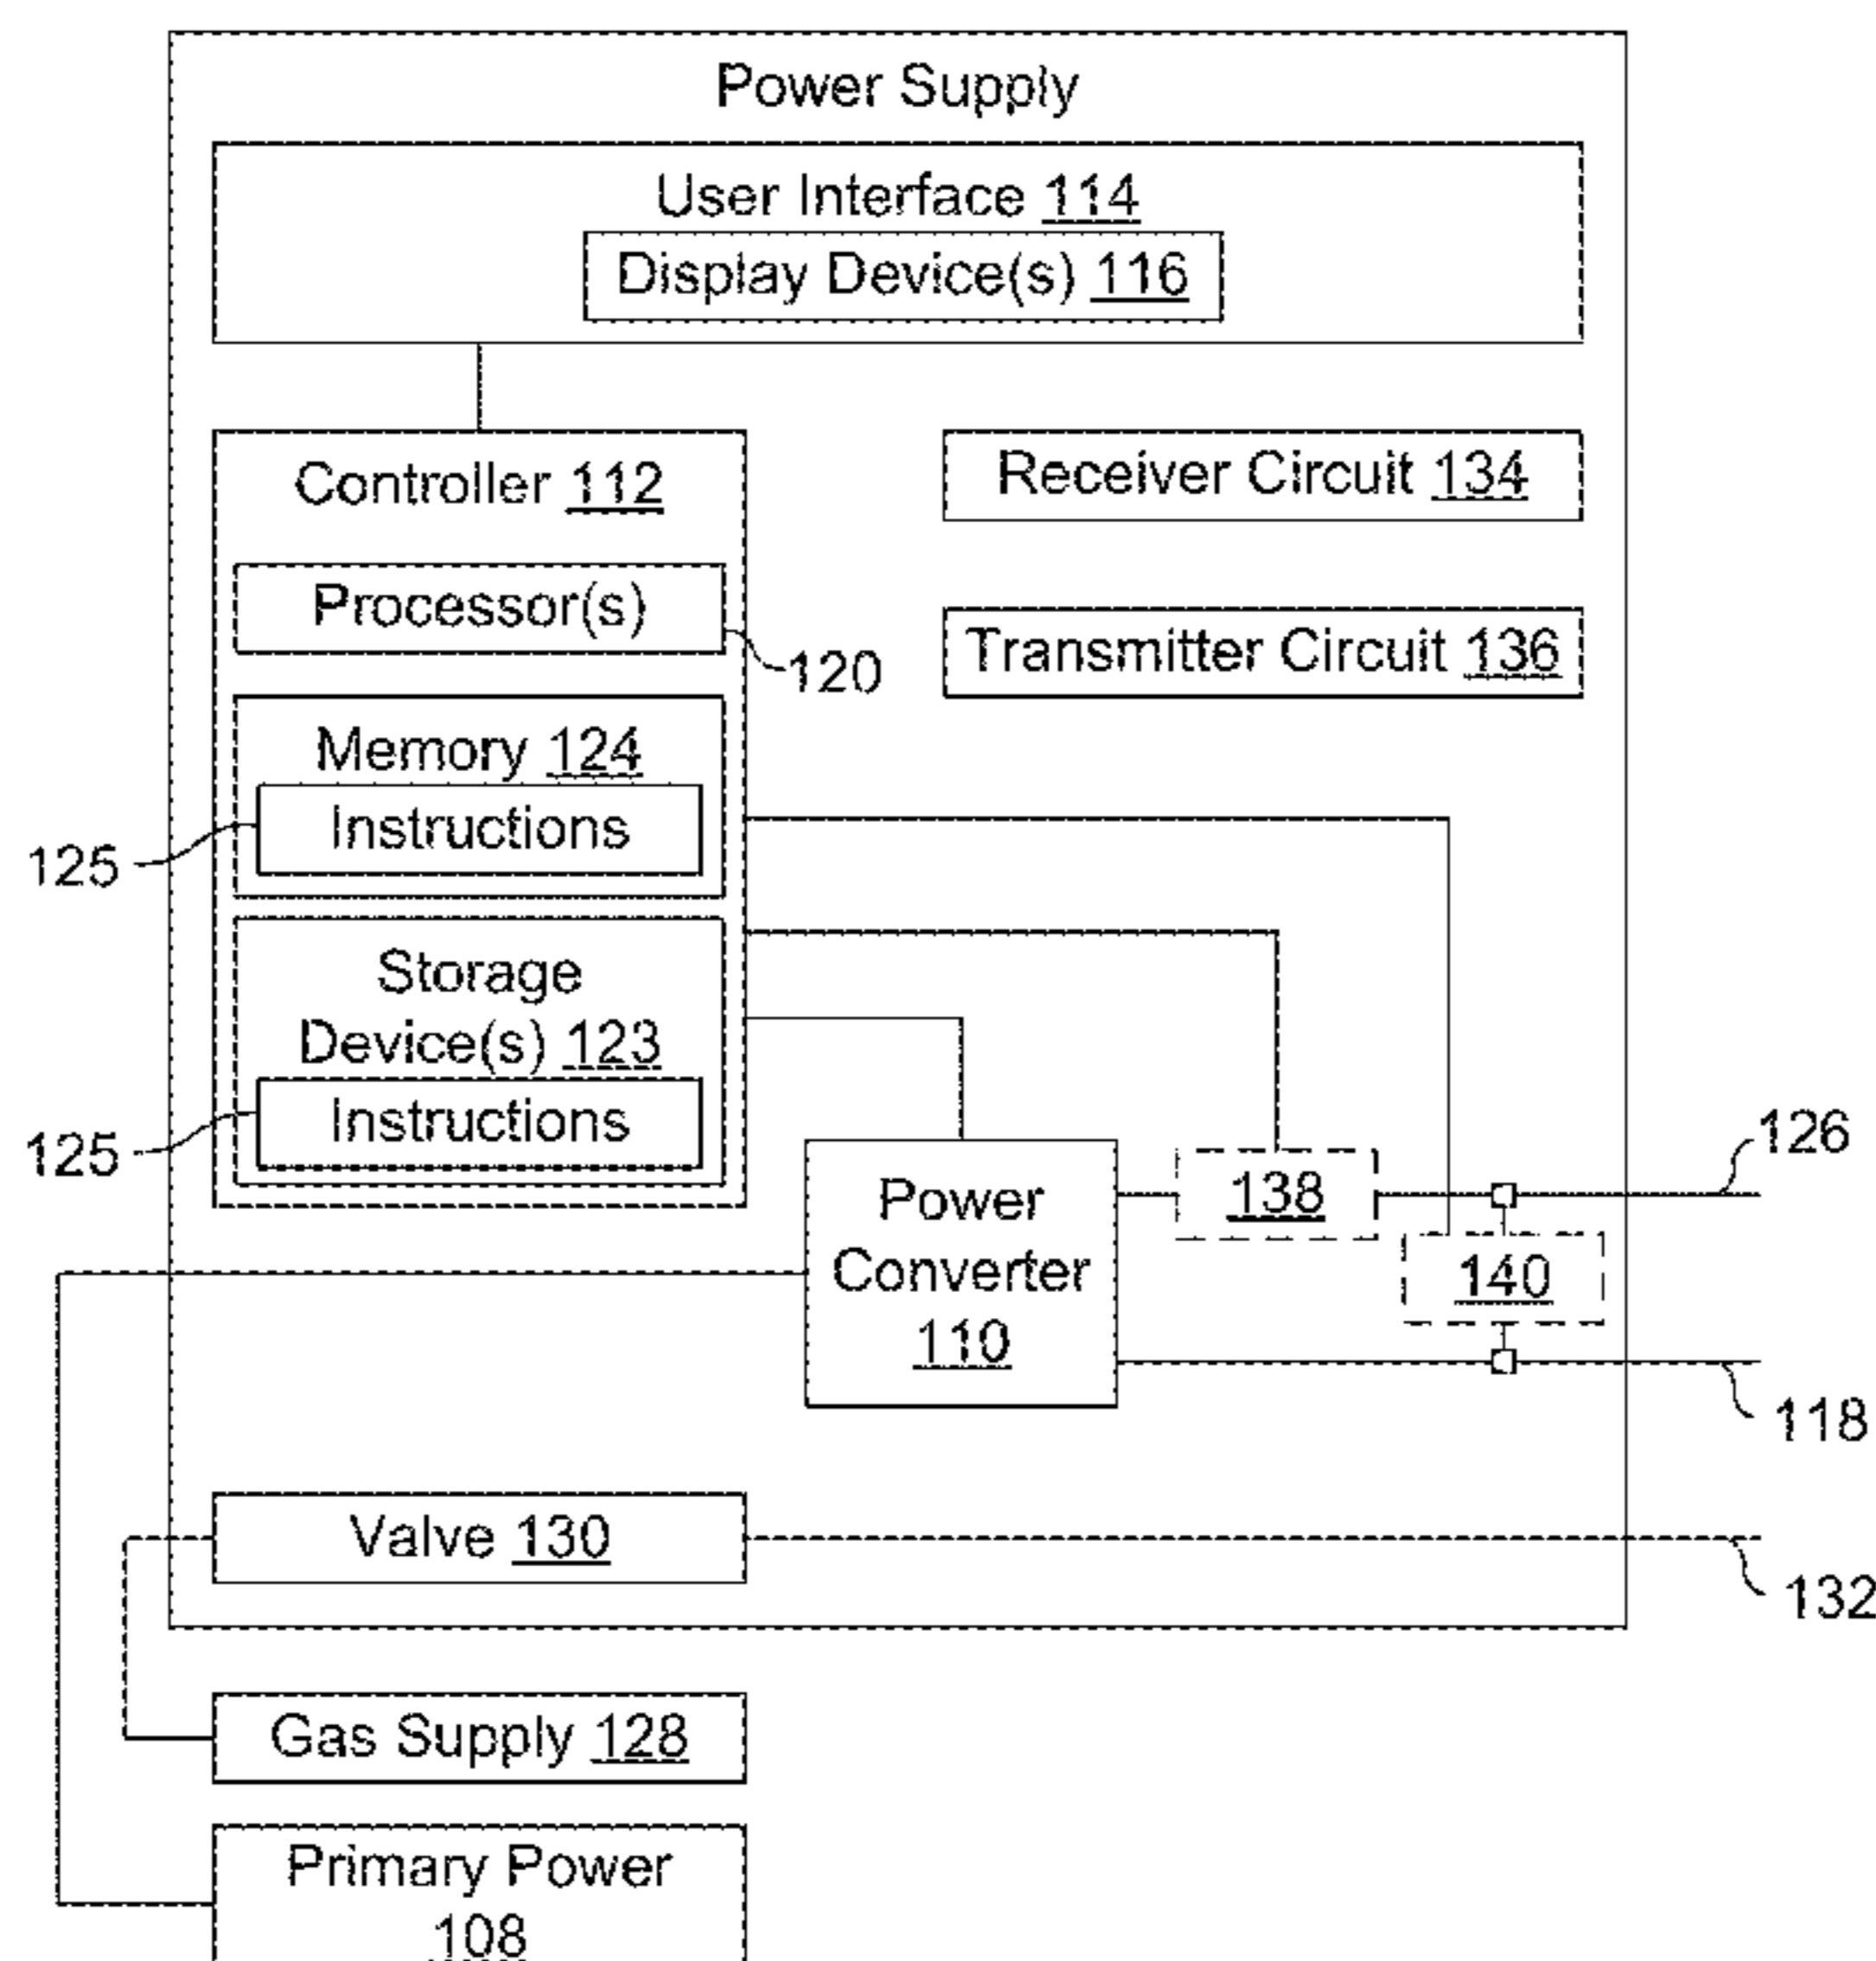 Power Supply
User Interface 114
Display Device(s) 116
Controller 112
Receiver Circuit 134
Processor(s)
120
Transmitter Circuit 136
Memory 124
Instructions
125
Storage
Device(s) 123
Instructions
125
Power
Converter
110
138
126
140
118
Valve 130
132
Gas Supply 128
Primary Power
108